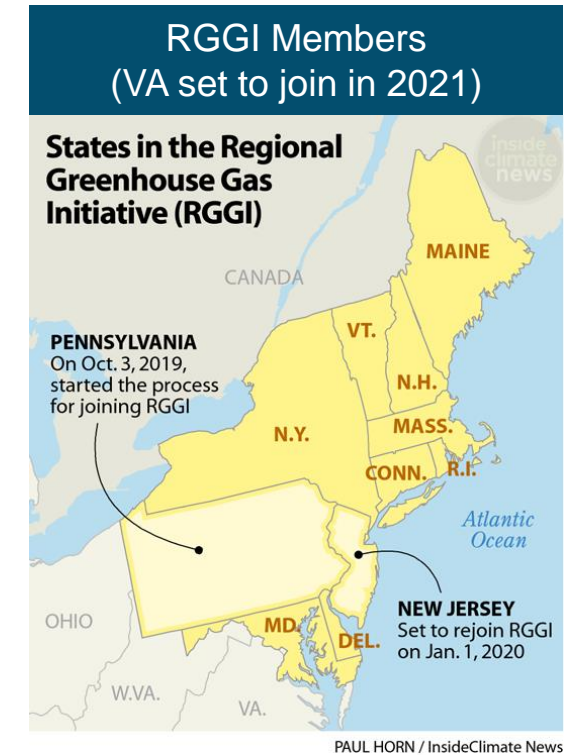 RGGI Members
(VA set to join in 2021)
States in the Regional
Greenhouse Gas
Initiative (RGGI)
inside
climate
news
MAINE
CANADA
VT.
PENNSYLVANIA
On Oct. 3, 2019,
started the process
for joining RGGI
N.H.
MASS.
N.Y.
CONN.
R.I.
Atlantic
Ocean
NEW JERSEY
Set to rejoin RGGI
on Jan. 1, 2020
OHIO
MD.
DEL.
W.VA.
VA.
PAUL HORN / InsideClimate News